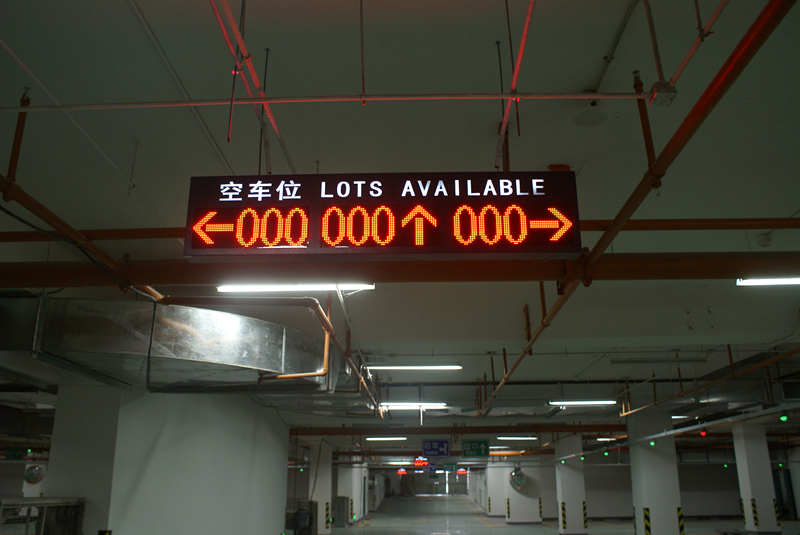 空车位 LOTS AVAILABLE
←000 000↑ 000→